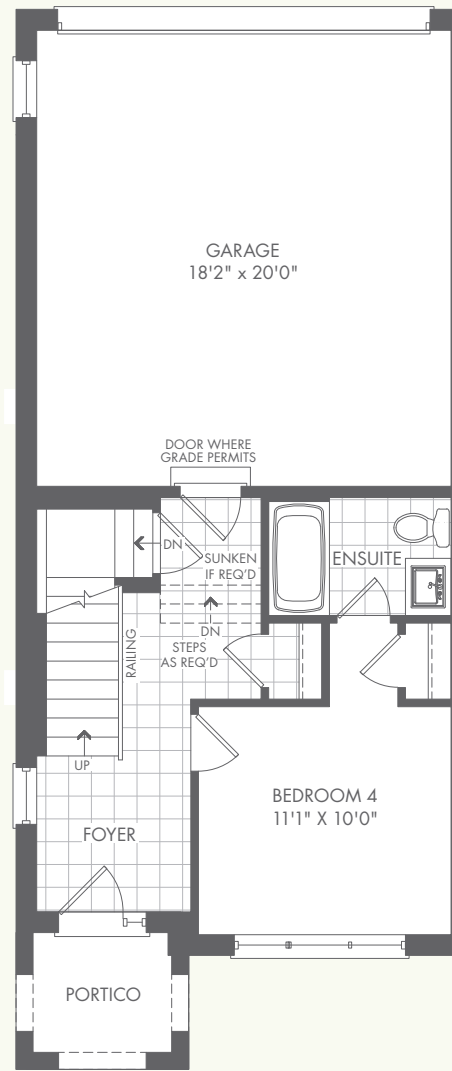 GARAGE
18'2" x 20'0"
DOOR WHERE
GRADE PERMITS
DN
SUNKEN
IF REQ'D
ENSUITE
DN
STEPS
AS REQ'D
RAILING
UP
BEDROOM 4
11'1" X 10'0"
FOYER
PORTICO